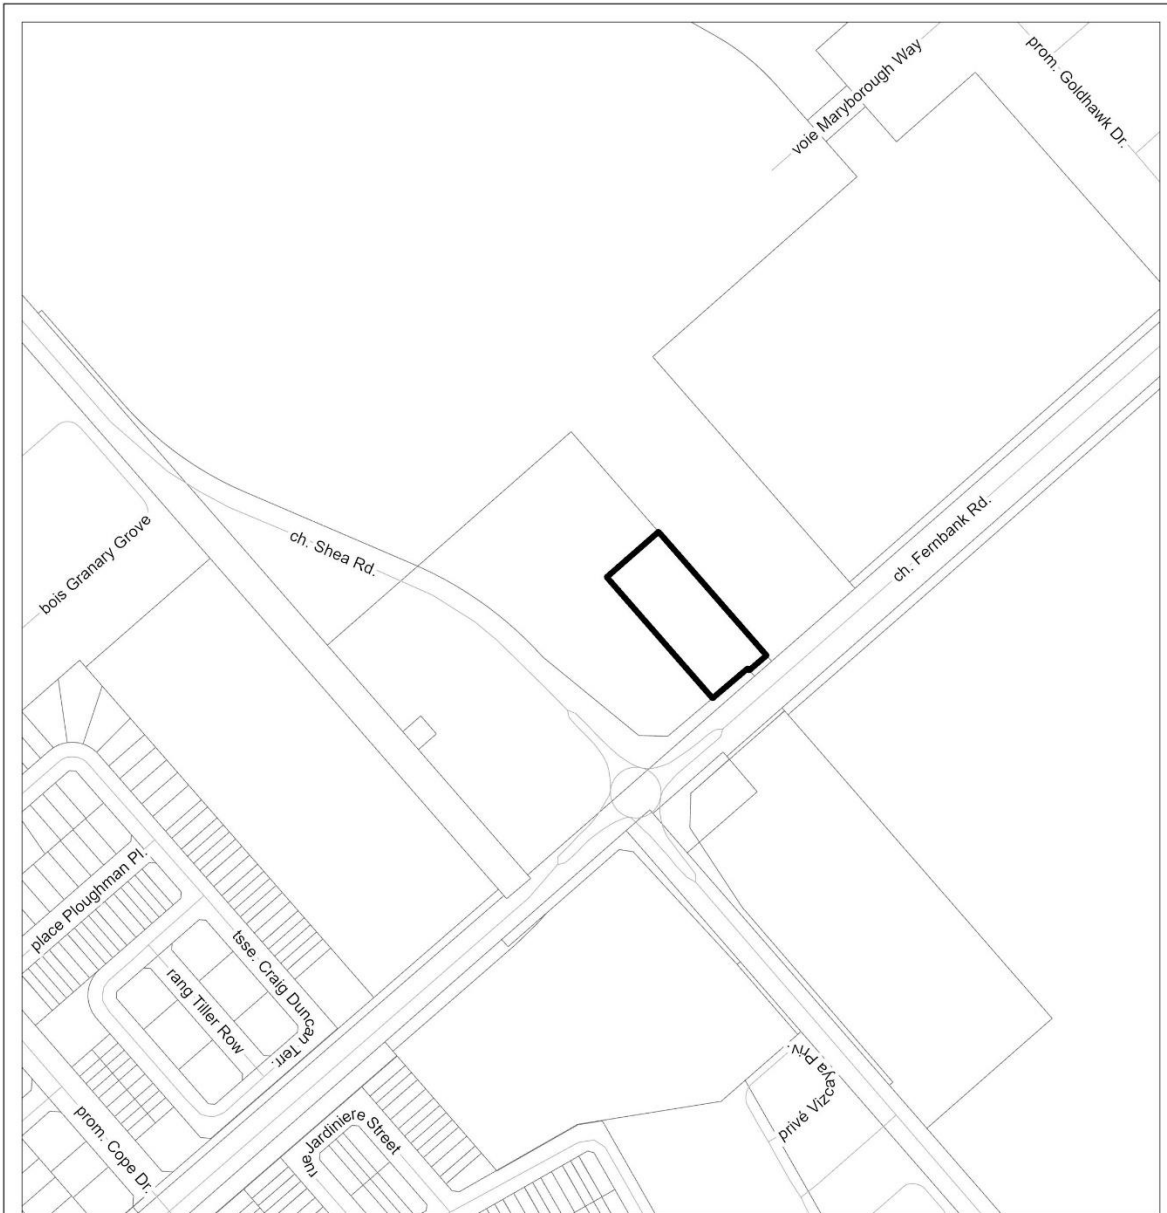 voie Maryborough Way
prom. Goldhawk Dr.
ch. Shea Rd.
ch. Fernbank Rd.
bois Granary Grove
place Ploughman Pl.
tsse. Craig Duncan Terr.
rang Tiller Row
prom. Cope Dr.
rue Jardiniere Street
privé Vizcaya Priv.